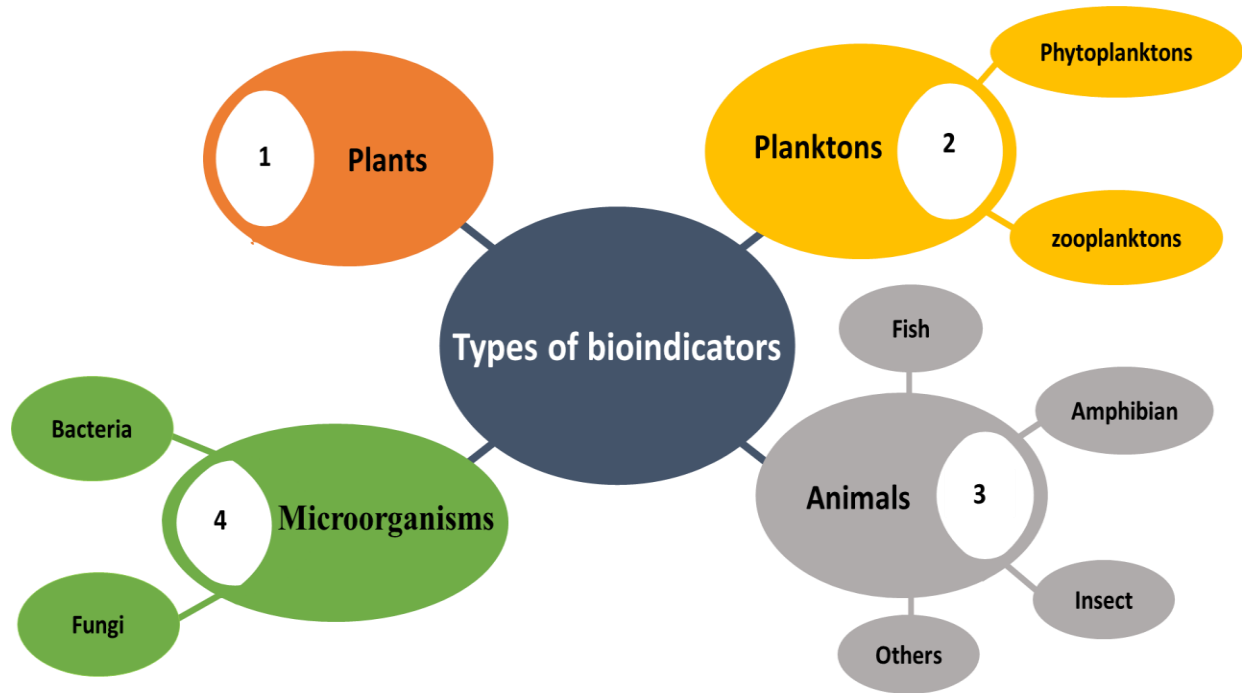 Types of bioindicators
1
Plants
Planktons
2
Phytoplanktons
zooplanktons
Animals
3
Fish
Amphibian
Insect
Others
4
Microorganisms
Bacteria
Fungi